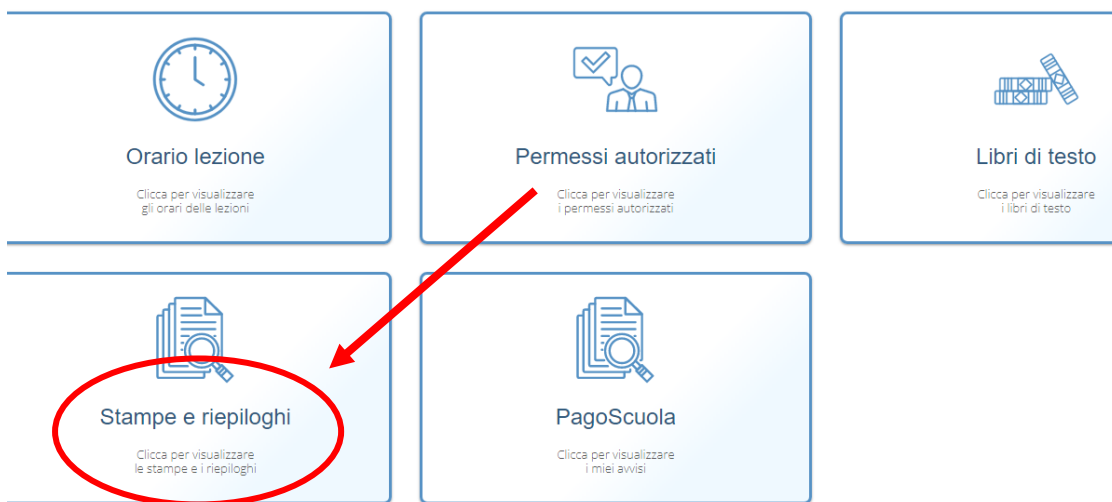 Orario lezione
Clicca per visualizzare
gli orari delle lezioni
Permessi autorizzati
Clicca per visualizzare
i permessi autorizzati
Libri di testo
Clicca per visualizzare
i libri di testo
Stampe e riepiloghi
Clicca per visualizzare
le stampe e i riepiloghi
PagoScuola
Clicca per visualizzare
i miei avvisi